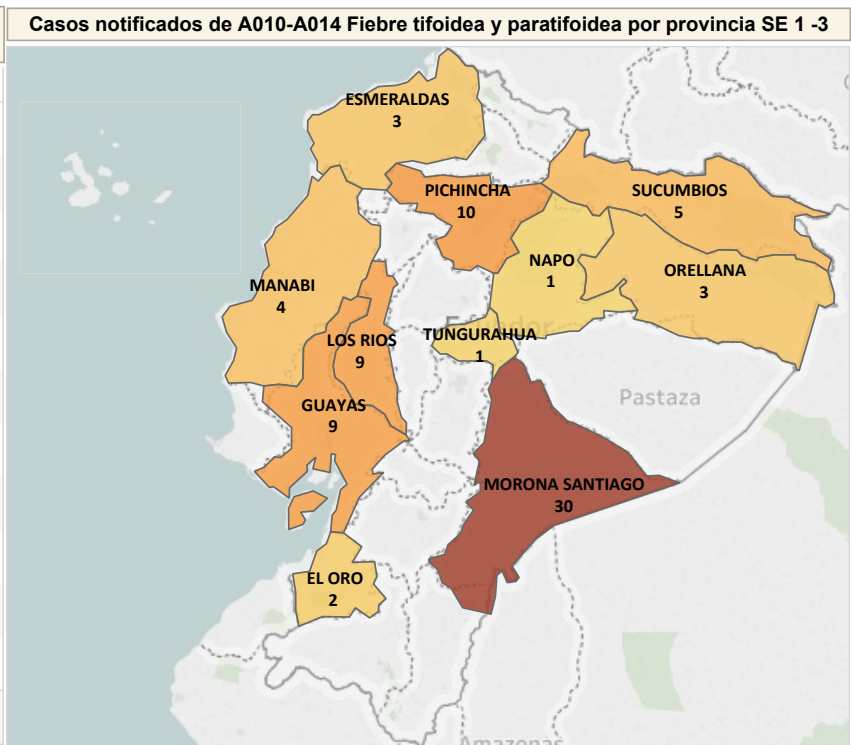 Casos notificados de A010-A014 Fiebre tifoidea y paratifoidea por provincia SE 1 -3
ESMERALDAS
3
PICHINCHA
10
SUCUMBIOS
5
NAPO
1
ORELLANA
3
MANABI
4
Ecuador
TUNGURAHUA
1
LOS RIOS
9
Pastaza
GUAYAS
9
MORONA SANTIAGO
30
EL ORO
2
Amazonas